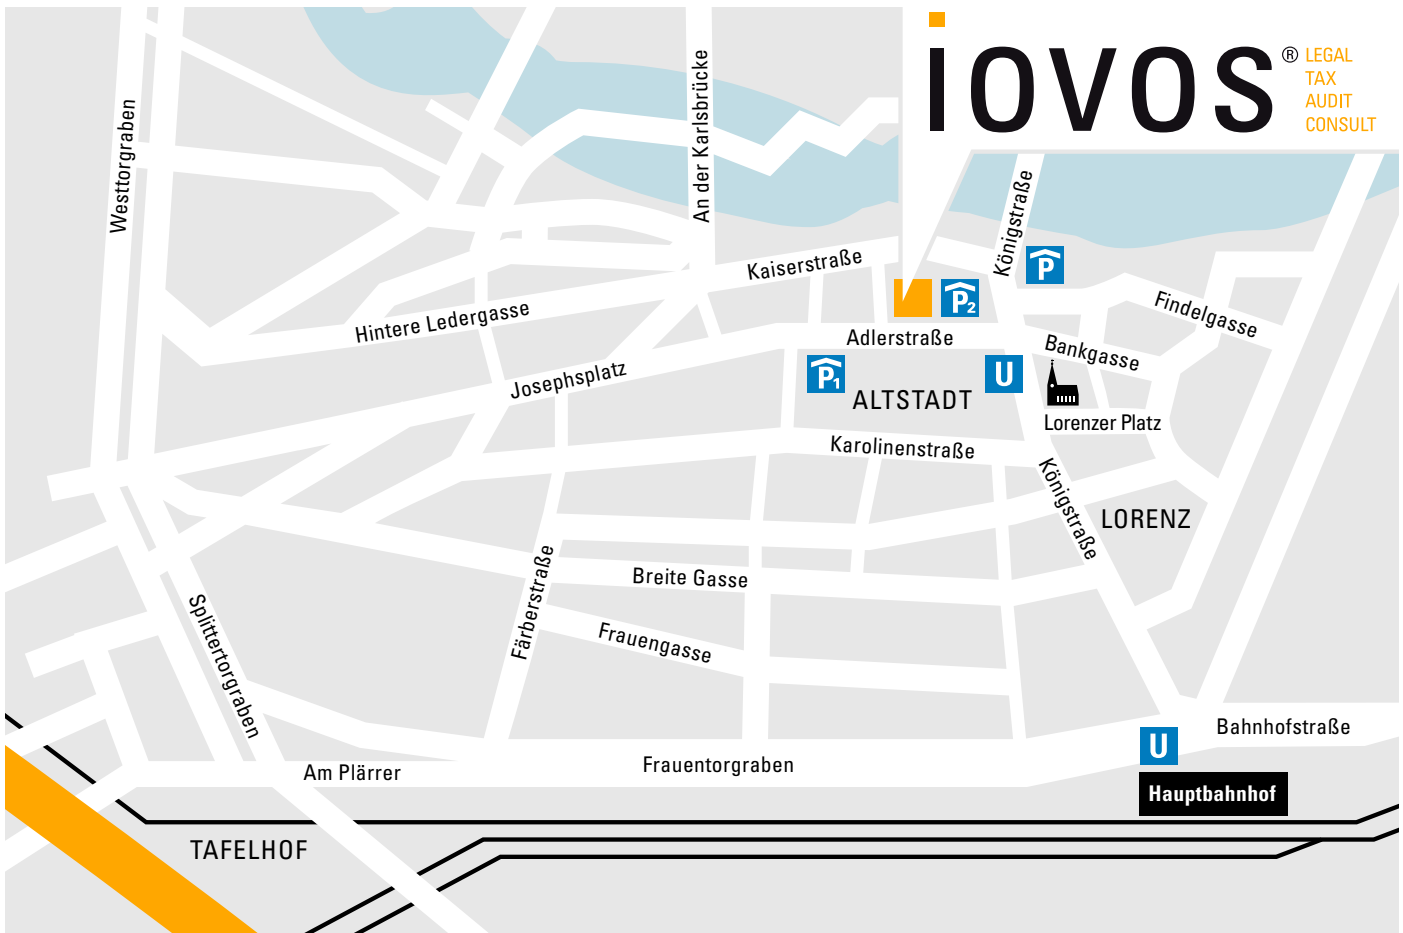 iOVOS®
LEGAL
TAX
AUDIT
CONSULT
Westtorgraben
An der Karlsbrücke
Königstraße
Kaiserstraße
P
Hintere Ledergasse
P2
Findelgasse
Adlerstraße
Bankgasse
Josephsplatz
P1
U
ALTSTADT
Lorenzer Platz
Karolinenstraße
Königstraße
LORENZ
Färberstraße
Breite Gasse
Splittertorgraben
Frauengasse
Bahnhofstraße
U
Am Plärrer
Frauentorgraben
Hauptbahnhof
TAFELHOF